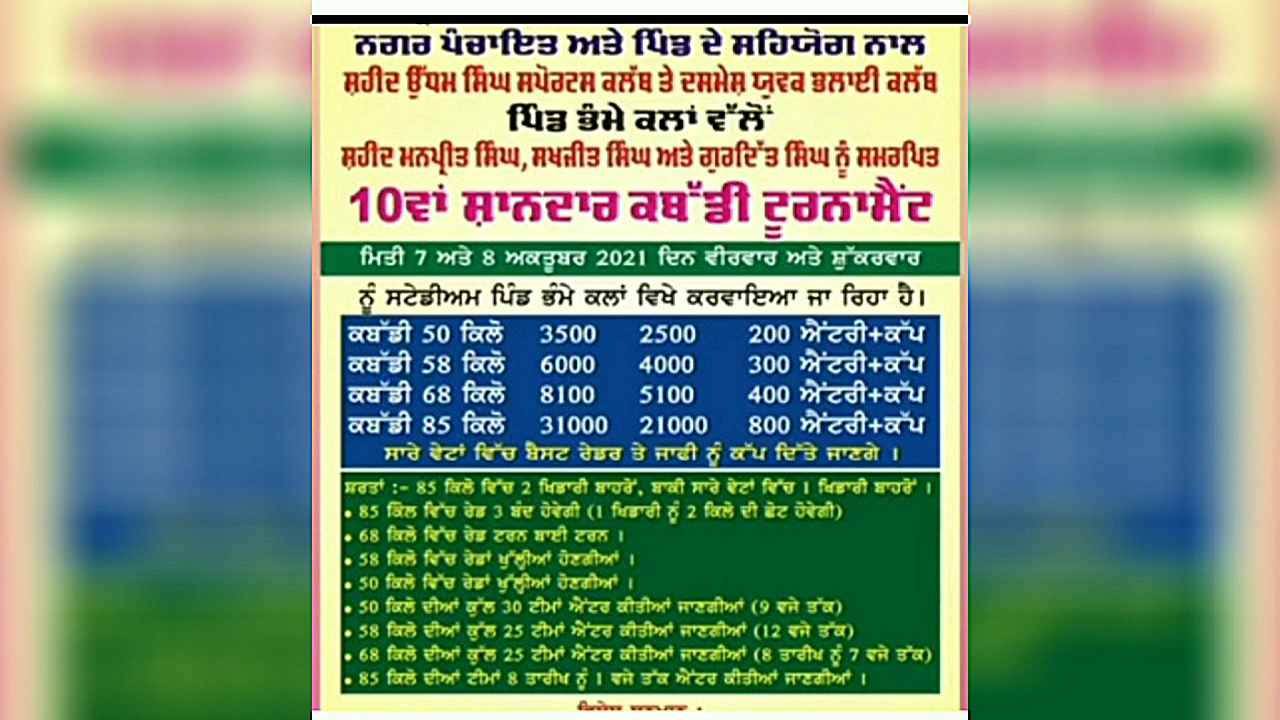 ਨਗਰ ਪੰਚਾਇਤ ਅਤੇ ਪਿੰਡ ਦੇ ਸਹਿਯੋਗ ਨਾਲ
ਸ਼ਹੀਦ ਊੱਧਮ ਸਿੰਘ ਸਪੋਰਟਸ ਕਲੱਬ ਤੇ ਦਸਮੇਸ਼ ਯੁਵਕ ਭਲਾਈ ਕਲੱਬ
ਪਿੰਡ ਭੰਮੇ ਕਲਾਂ ਵੱਲੋਂ
ਸ਼ਹੀਦ ਮਨਪ੍ਰੀਤ ਸਿੰਘ, ਸਖਜੀਤ ਸਿੰਘ ਅਤੇ ਗੁਰਦਿੱਤ ਸਿੰਘ ਨੂੰ ਸਮਰਪਿਤ
10ਵਾਂ ਸ਼ਾਨਦਾਰ ਕਬੱਡੀ ਟੂਰਨਾਮੈਂਟ
ਮਿਤੀ 7 ਅਤੇ 8 ਅਕਤੂਬਰ 2021 ਦਿਨ ਵੀਰਵਾਰ ਅਤੇ ਸ਼ੁੱਕਰਵਾਰ
ਨੂੰ ਸਟੇਡੀਅਮ ਪਿੰਡ ਭੰਮੇ ਕਲਾਂ ਵਿਖੇ ਕਰਵਾਇਆ ਜਾ ਰਿਹਾ ਹੈ।
ਕਬੱਡੀ 50 ਕਿਲੋ 3500 2500 200 ਐਂਟਰੀ+ਕੱਪ
ਕਬੱਡੀ 58 ਕਿਲੋ 6000 4000 300 ਐਂਟਰੀ+ਕੱਪ
ਕਬੱਡੀ 68 ਕਿਲੋ 8100 5100 400 ਐਂਟਰੀ+ਕੱਪ
ਕਬੱਡੀ 85 ਕਿਲੋ 31000 21000 800 ਐਂਟਰੀ+ਕੱਪ
ਸਾਰੇ ਵੇਟਾਂ ਵਿੱਚ ਬੈਸਟ ਰੇਡਰ ਤੇ ਜਾਫੀ ਨੂੰ ਕੱਪ ਦਿੱਤੇ ਜਾਣਗੇ ।
ਸ਼ਰਤਾਂ :- 85 ਕਿਲੋ ਵਿੱਚ 2 ਖਿਡਾਰੀ ਬਾਹਰੋਂ, ਬਾਕੀ ਸਾਰੇ ਵੇਟਾਂ ਵਿੱਚ 1 ਖਿਡਾਰੀ ਬਾਹਰੋਂ ।
• 85 ਕਿੱਲ ਵਿੱਚ ਰੇਡ 3 ਬੰਦ ਹੋਵੇਗੀ (1 ਖਿਡਾਰੀ ਨੂੰ 2 ਕਿਲੋ ਦੀ ਛੋਟ ਹੋਵੇਗੀ)
• 68 ਕਿਲੋ ਵਿੱਚ ਰੇਡ ਟਰਨ ਬਾਈ ਟਰਨ ।
• 58 ਕਿਲੋ ਵਿੱਚ ਰੇਡਾਂ ਖੁੱਲ੍ਹੀਆਂ ਹੋਣਗੀਆਂ ।
• 50 ਕਿਲੋ ਵਿੱਚ ਰੇਡਾਂ ਖੁੱਲ੍ਹੀਆਂ ਹੋਣਗੀਆਂ ।
• 50 ਕਿਲੋ ਦੀਆਂ ਕੁੱਲ 30 ਟੀਮਾਂ ਐਂਟਰ ਕੀਤੀਆਂ ਜਾਣਗੀਆਂ (9 ਵਜੇ ਤੱਕ)
• 58 ਕਿਲੋ ਦੀਆਂ ਕੁੱਲ 25 ਟੀਮਾਂ ਐਂਟਰ ਕੀਤੀਆਂ ਜਾਣਗੀਆਂ (12 ਵਜੇ ਤੱਕ)
• 68 ਕਿਲੋ ਦੀਆਂ ਕੁੱਲ 25 ਟੀਮਾਂ ਐਂਟਰ ਕੀਤੀਆਂ ਜਾਣਗੀਆਂ (8 ਤਾਰੀਖ ਨੂੰ 7 ਵਜੇ ਤੱਕ)
• 85 ਕਿਲੋ ਦੀਆਂ ਟੀਮਾਂ 8 ਤਾਰੀਖ ਨੂੰ 1 ਵਜੇ ਤੱਕ ਐਂਟਰ ਕੀਤੀਆਂ ਜਾਣਗੀਆਂ ।